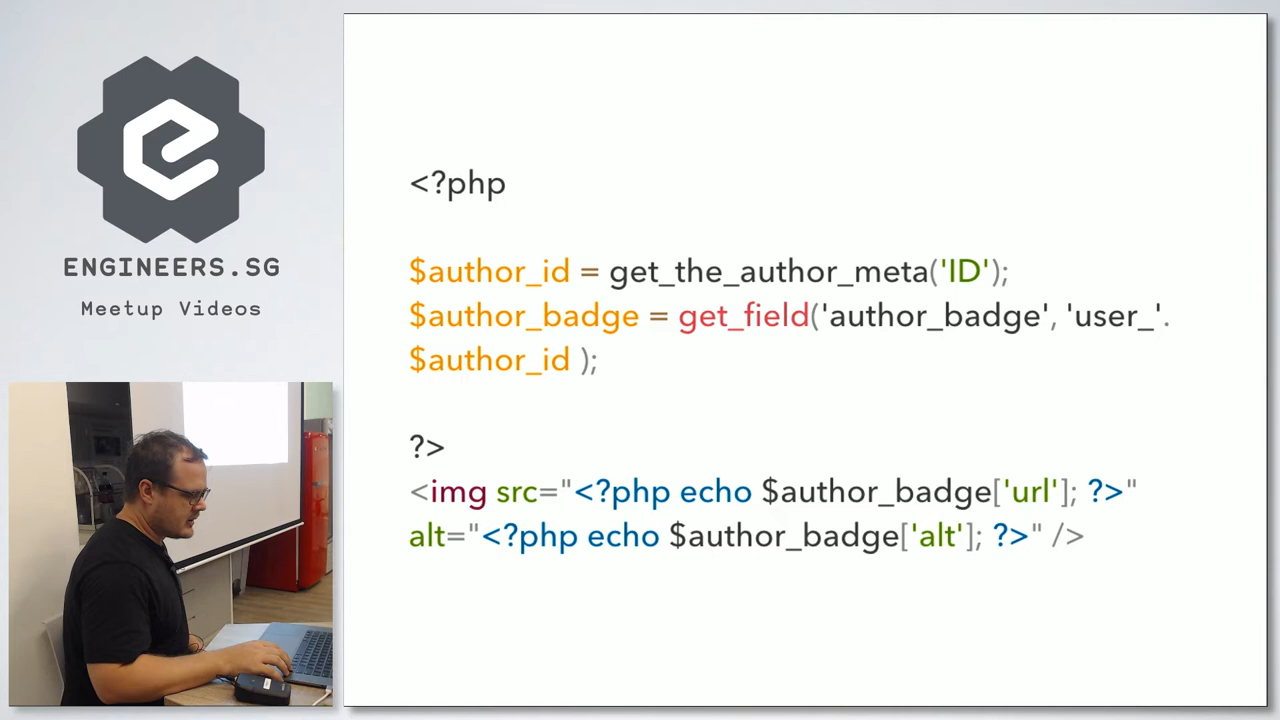 ENGINEERS.SG
Meetup Videos
<?php
$author_id = get_the_author_meta('ID');
$author_badge = get_field('author_badge', 'user_'.
$author_id );
?>
<img src="<?php echo $author_badge['url']; ?>"
alt="<?php echo $author_badge['alt']; ?>" />